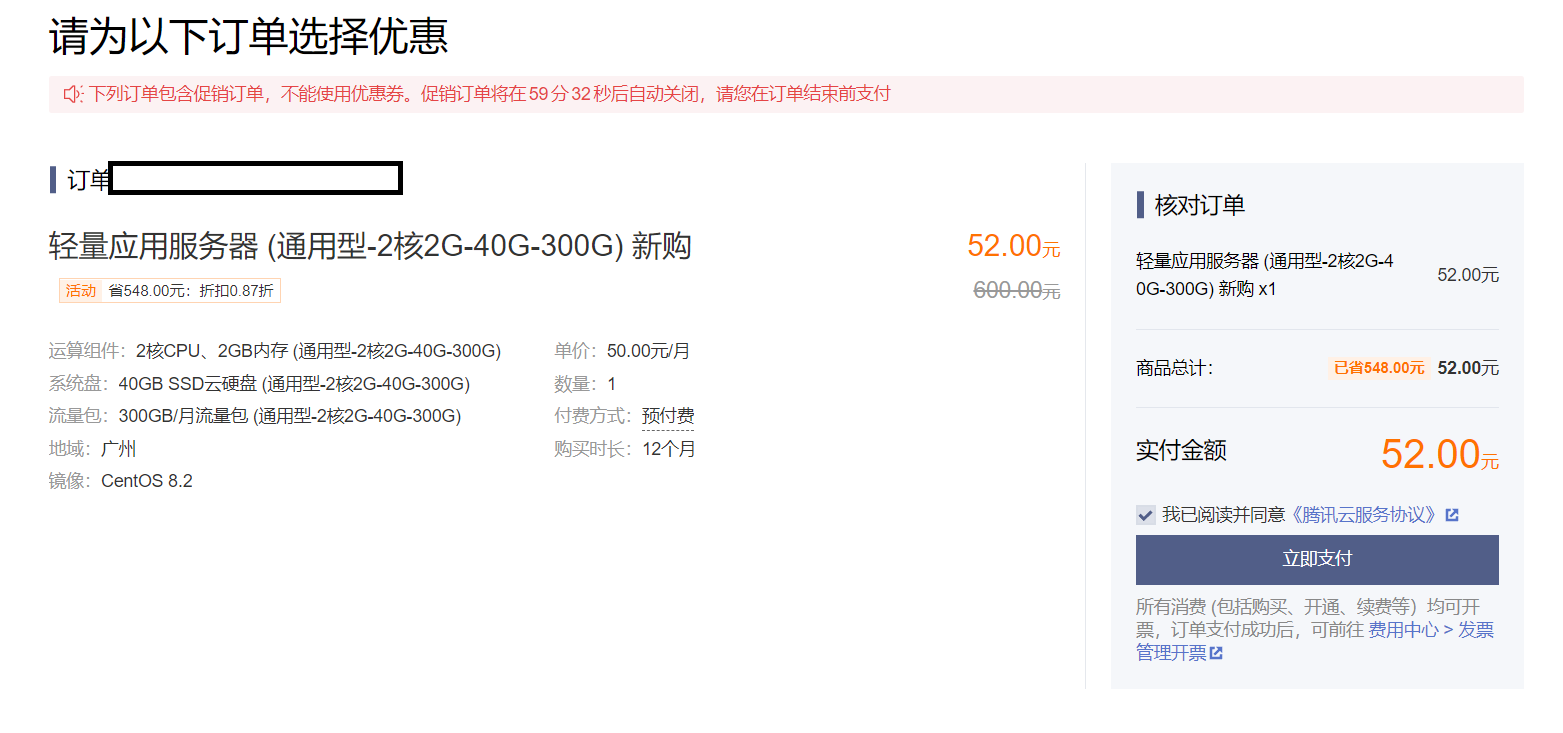 请为以下订单选择优惠
下列订单包含促销订单，不能使用优惠券。促销订单将在 59 分 32 秒后自动关闭，请您在订单结束前支付
订单
轻量应用服务器 (通用型-2核2G-40G-300G) 新购
52.00元
活动 省548.00元：折扣0.87折
600.00元
运算组件：2核CPU、2GB内存 (通用型-2核2G-40G-300G)
系统盘：40GB SSD云硬盘 (通用型-2核2G-40G-300G)
流量包：300GB/月流量包 (通用型-2核2G-40G-300G)
地域：广州
镜像：CentOS 8.2
单价：50.00元/月
数量：1
付费方式：预付费
购买时长：12个月
核对订单
轻量应用服务器 (通用型-2核2G-4
0G-300G) 新购 x1
52.00元
商品总计：
已省548.00元 52.00元
实付金额
52.00元
我已阅读并同意《腾讯云服务协议》
立即支付
所有消费 (包括购买、开通、续费等）均可开
票，订单支付成功后，可前往 费用中心 > 发票
管理开票